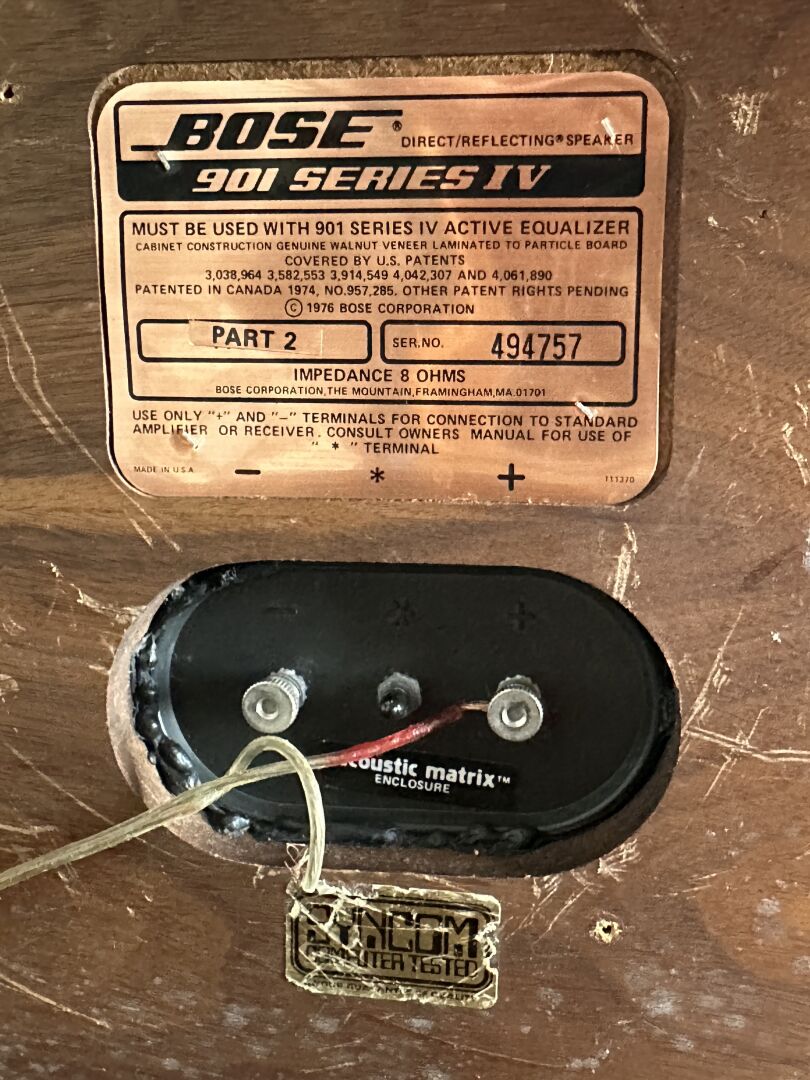 BOSE® DIRECT/REFLECTING® SPEAKER
901 SERIES IV
MUST BE USED WITH 901 SERIES IV ACTIVE EQUALIZER
CABINET CONSTRUCTION GENUINE WALNUT VENEER LAMINATED TO PARTICLE BOARD
COVERED BY U.S. PATENTS
3,038,964 3,582,553 3,914,549 4,042,307 AND 4,061,890
PATENTED IN CANADA 1974, NO.957,285. OTHER PATENT RIGHTS PENDING
© 1976 BOSE CORPORATION
PART 2 SER.NO. 494757
IMPEDANCE 8 OHMS
BOSE CORPORATION, THE MOUNTAIN, FRAMINGHAM, MA. 01701
USE ONLY "+" AND "–" TERMINALS FOR CONNECTION TO STANDARD
AMPLIFIER OR RECEIVER. CONSULT OWNERS MANUAL FOR USE OF
" * " TERMINAL
MADE IN U.S.A. – * + 111370
– * +
acoustic matrix™
ENCLOSURE
SYNCOM
COMPUTER TESTED